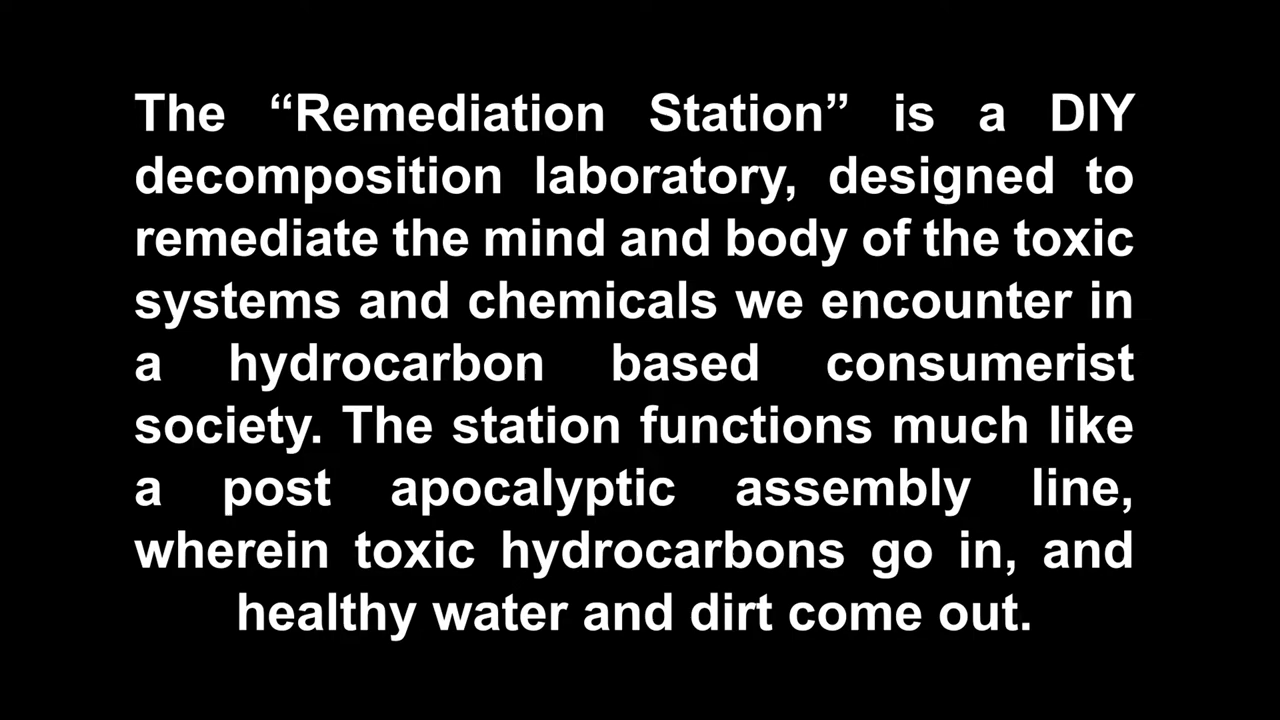 The “Remediation Station” is a DIY
decomposition laboratory, designed to
remediate the mind and body of the toxic
systems and chemicals we encounter in
a hydrocarbon based consumerist
society. The station functions much like
a post apocalyptic assembly line,
wherein toxic hydrocarbons go in, and
healthy water and dirt come out.